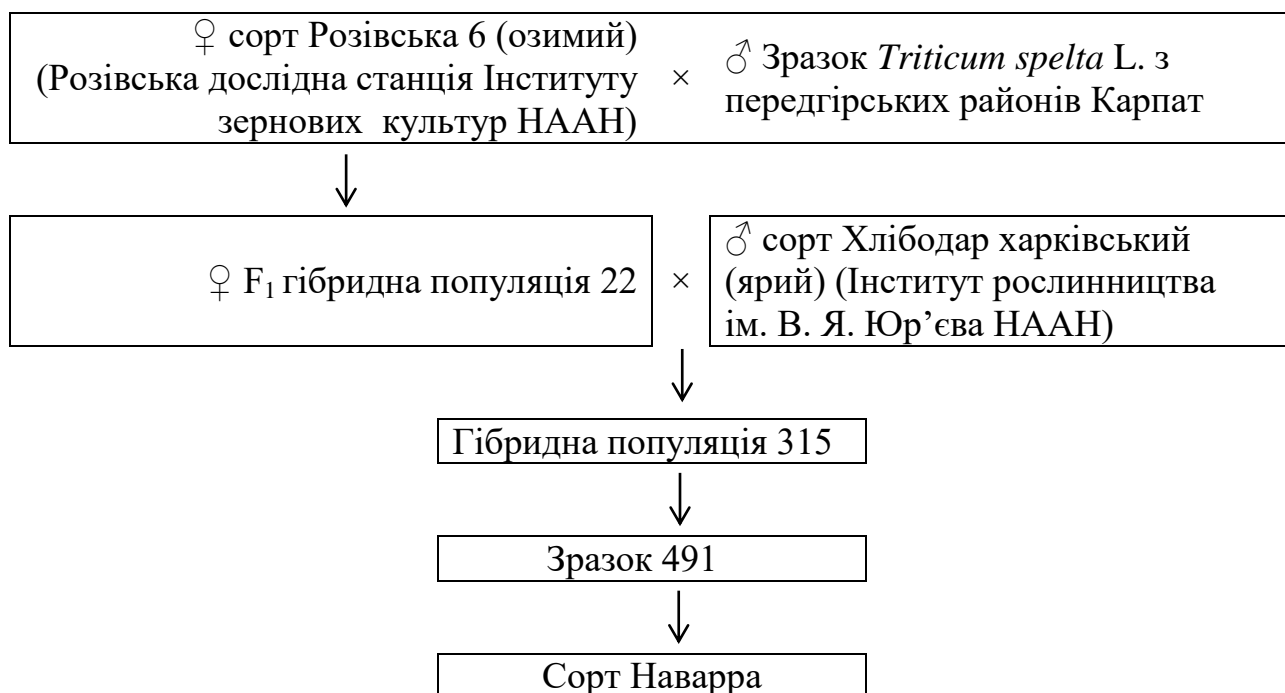 ♀ сорт Розівська 6 (озимий)
(Розівська дослідна станція Інституту
зернових культур НААН)
×
♂ Зразок Triticum spelta L. з
передгірських районів Карпат
♀ F₁ гібридна популяція 22
×
♂ сорт Хлібодар харківський
(ярий) (Інститут рослинництва
ім. В. Я. Юр’єва НААН)
Гібридна популяція 315
Зразок 491
Сорт Наварра